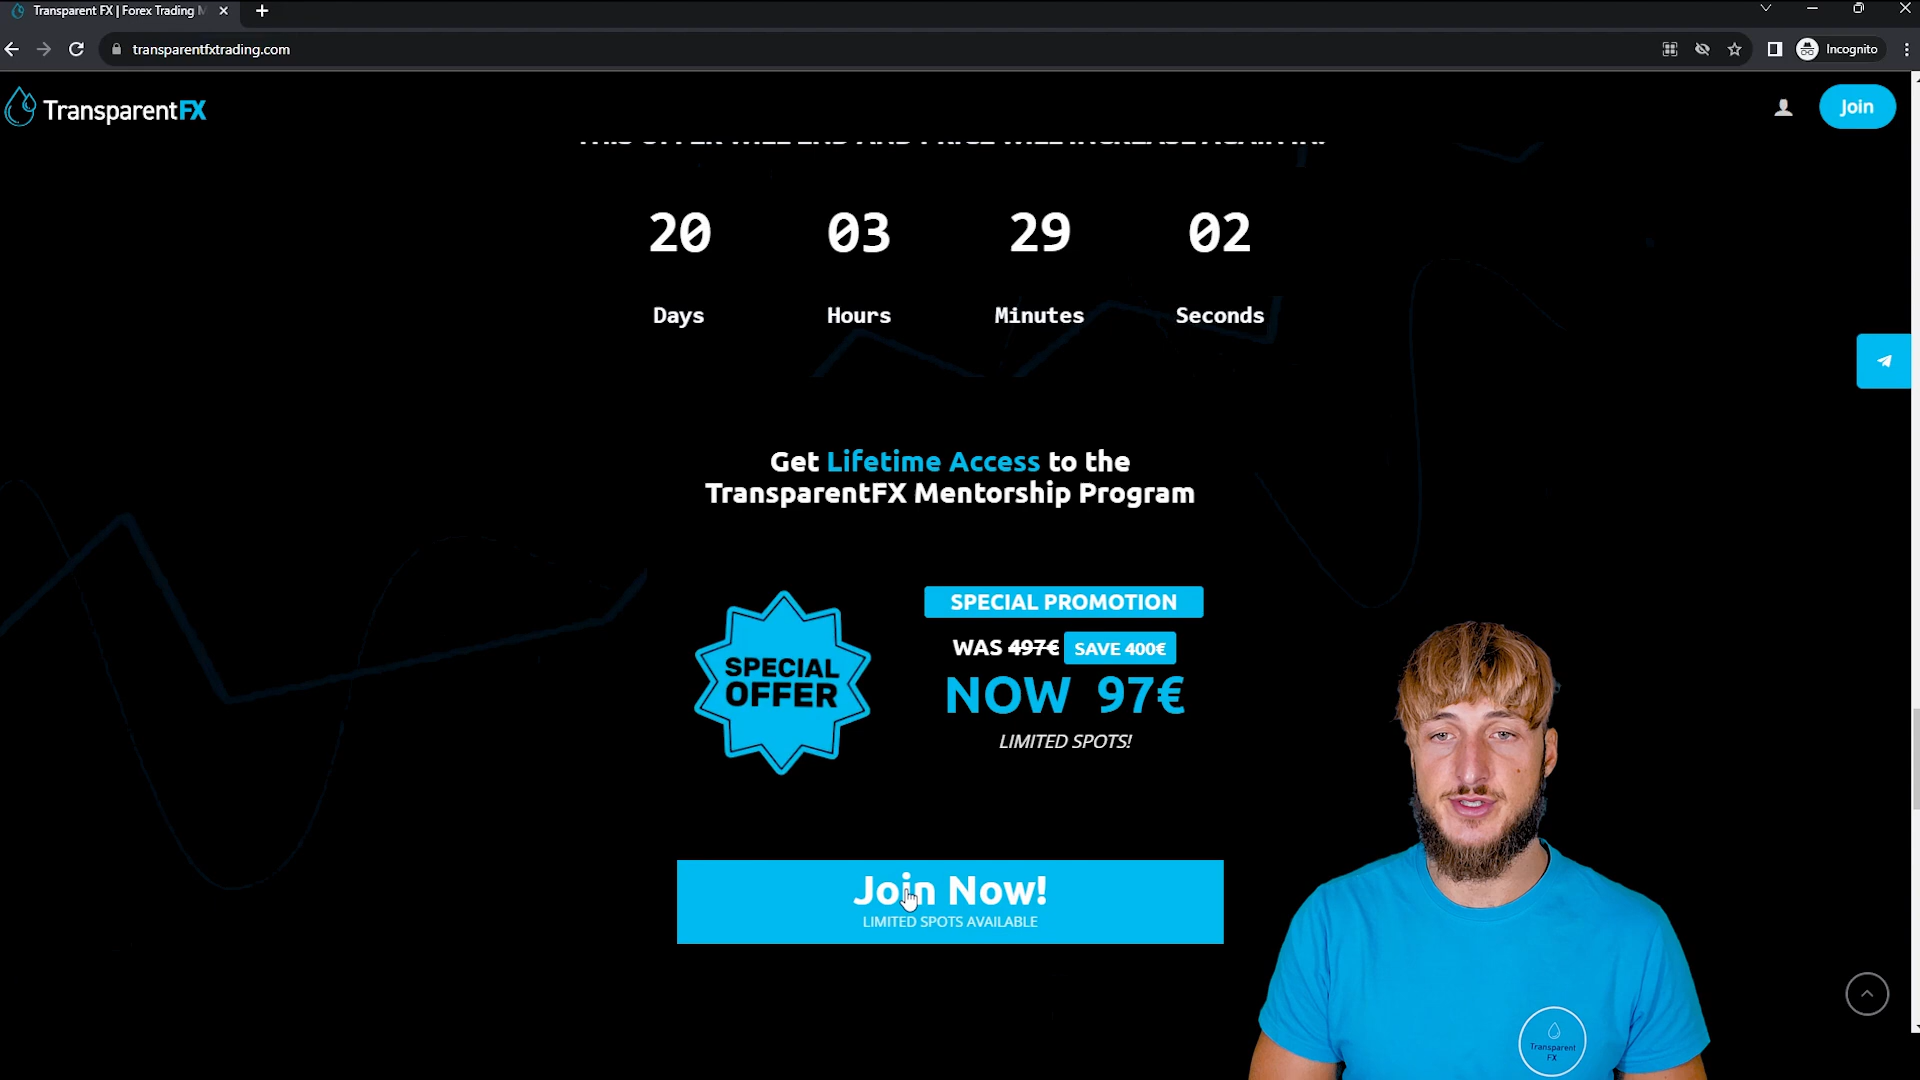 Transparent FX | Forex Trading M
transparentfxtrading.com
Incognito
TransparentFX
Join
THIS OFFER WILL END AND PRICE WILL INCREASE AGAIN IN:
20 03 29 02
Days Hours Minutes Seconds
Get Lifetime Access to the
TransparentFX Mentorship Program
SPECIAL
OFFER
SPECIAL PROMOTION
WAS 497€ SAVE 400€
NOW 97€
LIMITED SPOTS!
Join Now!
LIMITED SPOTS AVAILABLE
Transparent
FX